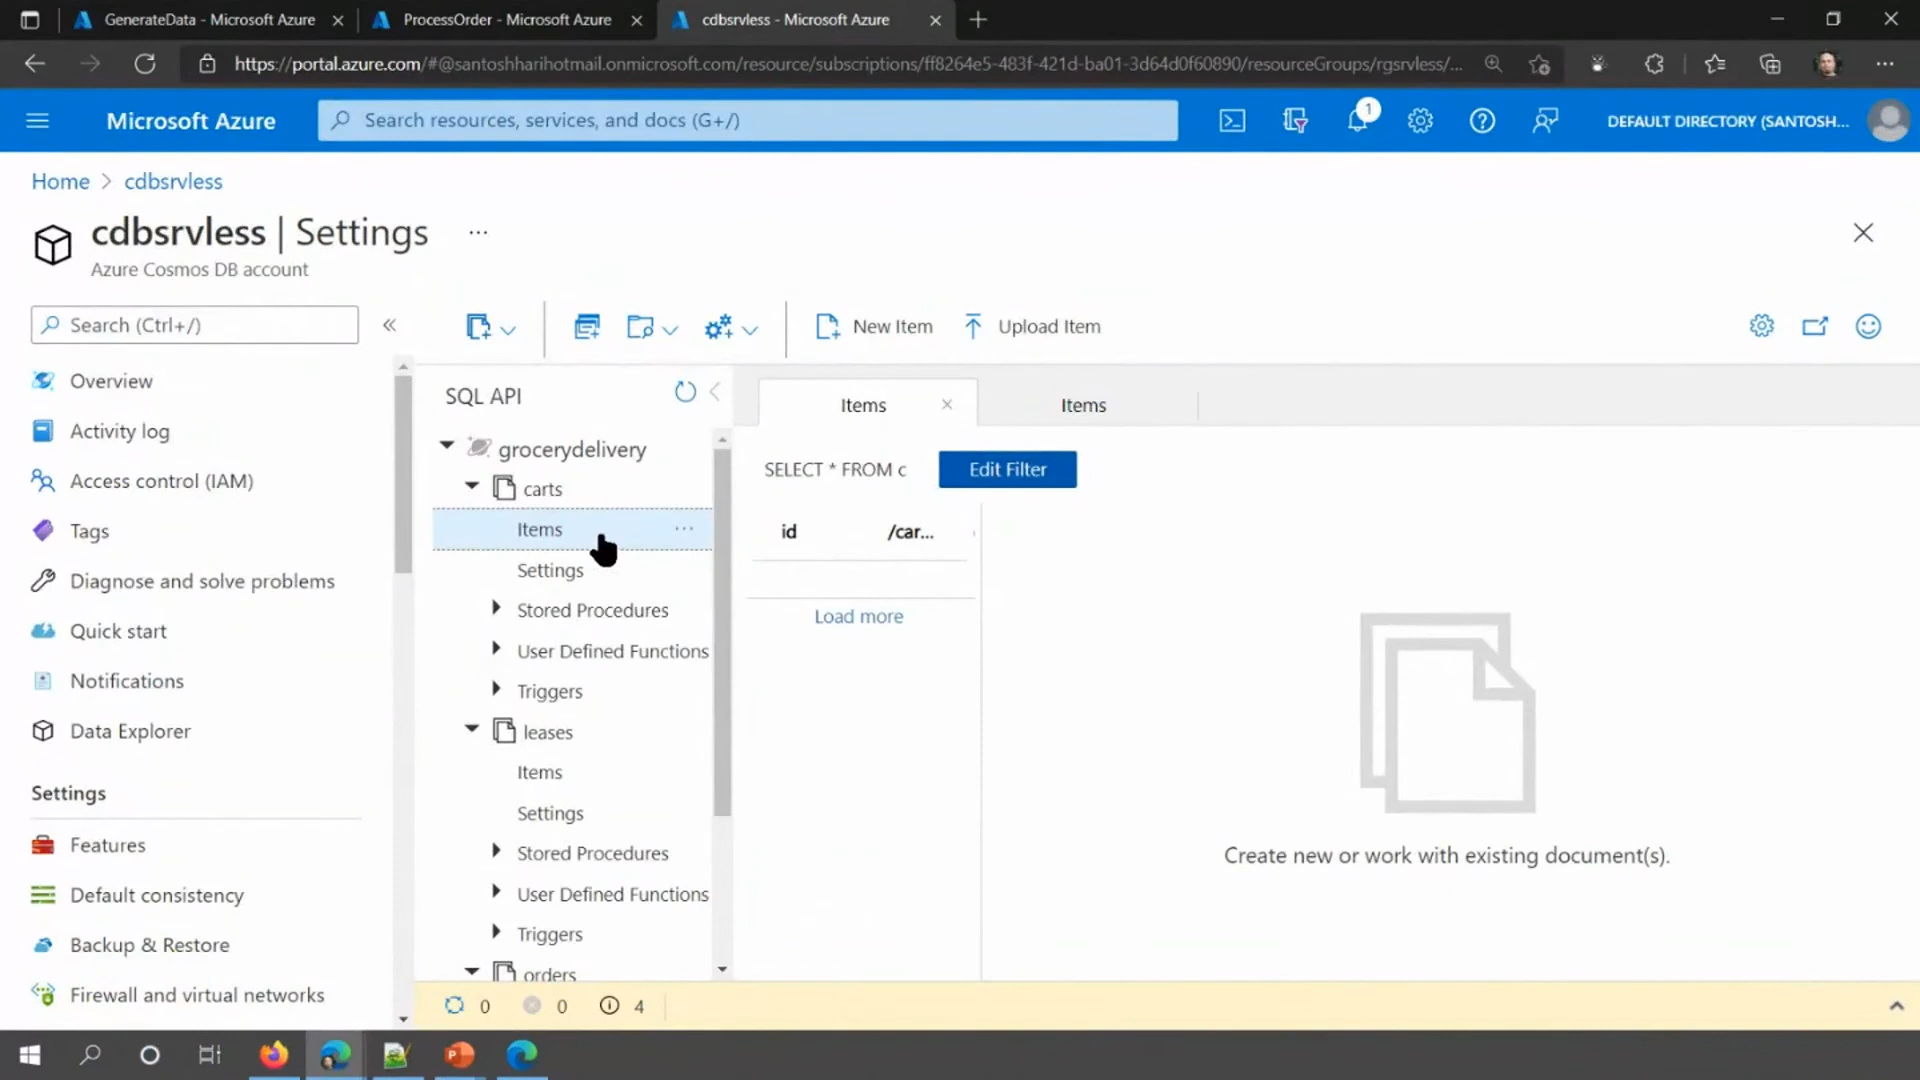 GenerateData - Microsoft Azure
ProcessOrder - Microsoft Azure
cdbsrvless - Microsoft Azure
https://portal.azure.com/#@santoshharihotmail.onmicrosoft.com/resource/subscriptions/ff8264e5-483f-421d-ba01-3d64d0f60890/resourceGroups/rgsrvless/...
Microsoft Azure
Search resources, services, and docs (G+/)
1
DEFAULT DIRECTORY (SANTOSH...
Home > cdbsrvless
cdbsrvless | Settings ...
Azure Cosmos DB account
Search (Ctrl+/)
«
New Item
Upload Item
Overview
Activity log
Access control (IAM)
Tags
Diagnose and solve problems
Quick start
Notifications
Data Explorer
Settings
Features
Default consistency
Backup & Restore
Firewall and virtual networks
SQL API
grocerydelivery
carts
Items ...
Settings
Stored Procedures
User Defined Functions
Triggers
leases
Items
Settings
Stored Procedures
User Defined Functions
Triggers
orders
Items
Items
SELECT * FROM c
Edit Filter
id
/car...
Load more
Create new or work with existing document(s).
0
0
4